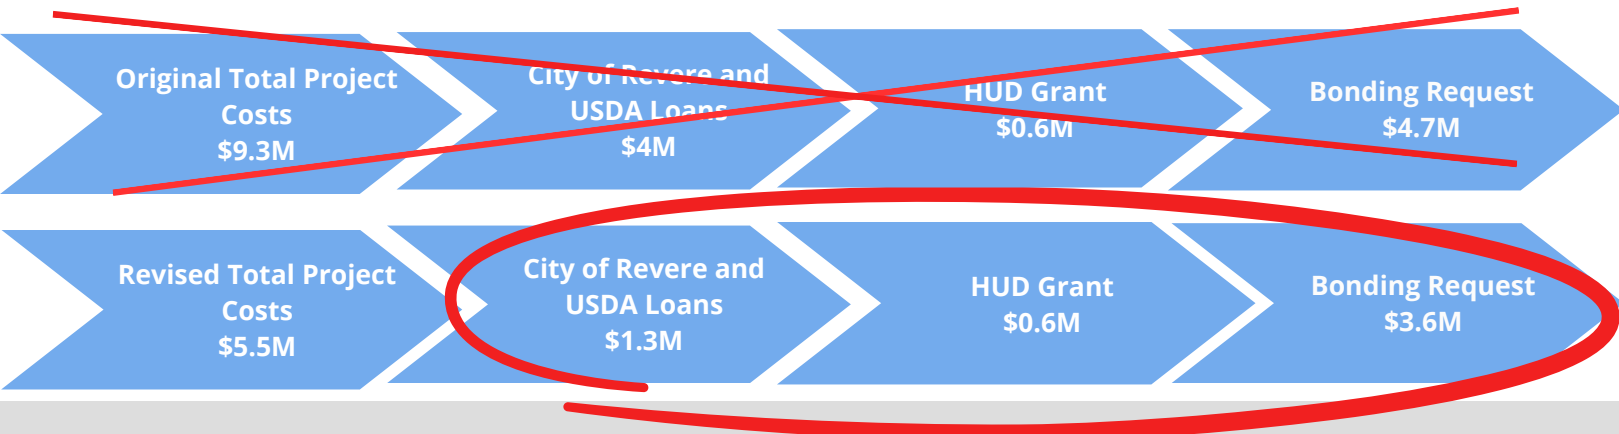 Original Total Project
Costs
$9.3M
City of Revere and
USDA Loans
$4M
HUD Grant
$0.6M
Bonding Request
$4.7M
Revised Total Project
Costs
$5.5M
City of Revere and
USDA Loans
$1.3M
HUD Grant
$0.6M
Bonding Request
$3.6M